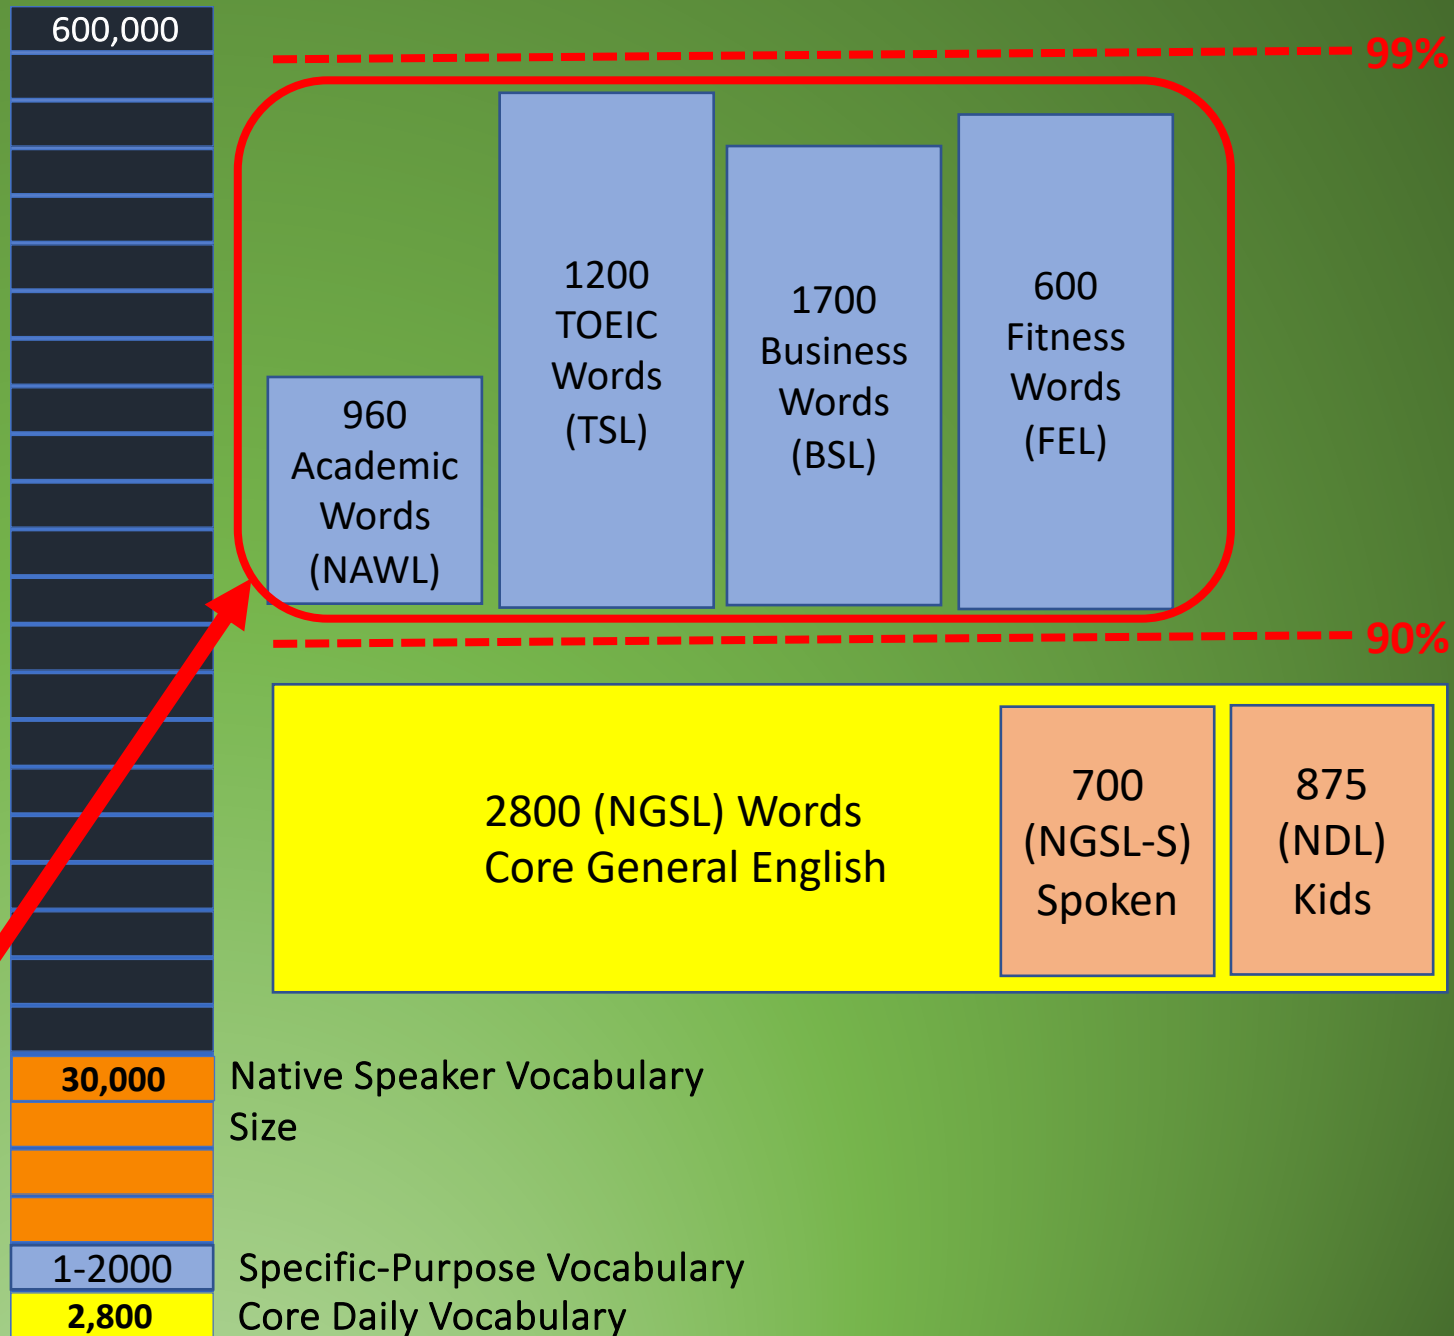 600,000
99%
960
Academic
Words
(NAWL)
1200
TOEIC
Words
(TSL)
1700
Business
Words
(BSL)
600
Fitness
Words
(FEL)
90%
2800 (NGSL) Words
Core General English
700
(NGSL-S)
Spoken
875
(NDL)
Kids
30,000
Native Speaker Vocabulary
Size
1-2000
Specific-Purpose Vocabulary
2,800
Core Daily Vocabulary